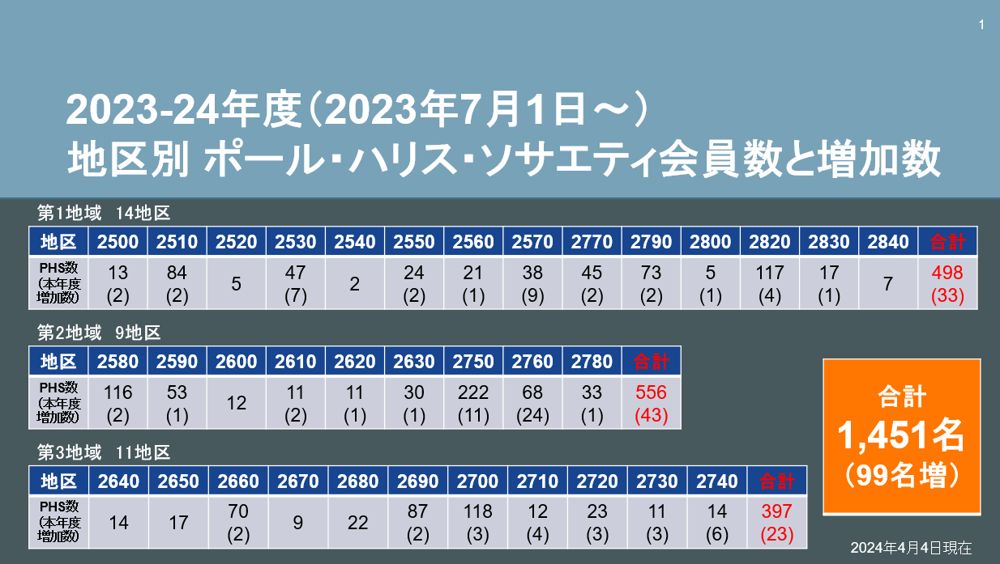 1
2023-24年度（2023年7月1日～）
地区別 ポール・ハリス・ソサエティ会員数と増加数
第1地域 14地区
地区 2500 2510 2520 2530 2540 2550 2560 2570 2770 2790 2800 2820 2830 2840 合計
PHS数（本年度増加数） 13 (2) 84 (2) 5 47 (7) 2 24 (2) 21 (1) 38 (9) 45 (2) 73 (2) 5 (1) 117 (4) 17 (1) 7 498 (33)
第2地域 9地区
地区 2580 2590 2600 2610 2620 2630 2750 2760 2780 合計
PHS数（本年度増加数） 116 (2) 53 (1) 12 11 (2) 11 (1) 30 (1) 222 (11) 68 (24) 33 (1) 556 (43)
第3地域 11地区
地区 2640 2650 2660 2670 2680 2690 2700 2710 2720 2730 2740 合計
PHS数（本年度増加数） 14 17 70 (2) 9 22 87 (2) 118 (3) 12 (4) 23 (3) 11 (3) 14 (6) 397 (23)
合計
1,451名
（99名増）
2024年4月4日現在